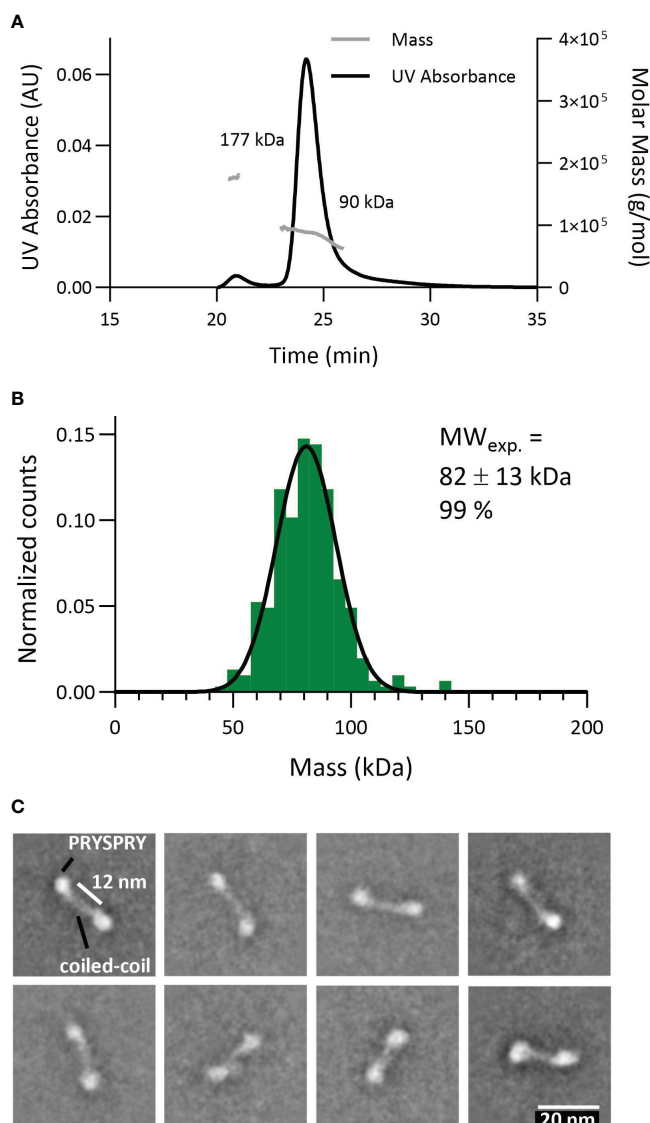 A
UV Absorbance (AU)
0.06
0.04
0.02
0.00
Mass
UV Absorbance
177 kDa
90 kDa
4×10⁵
3×10⁵
2×10⁵
1×10⁵
0
Molar Mass (g/mol)
15 20 25 30 35
Time (min)
B
Normalized counts
0.15
0.10
0.05
0.00
MWexp. =
82 ± 13 kDa
99 %
0 50 100 150 200
Mass (kDa)
C
PRYSPRY
12 nm
coiled-coil
20 nm